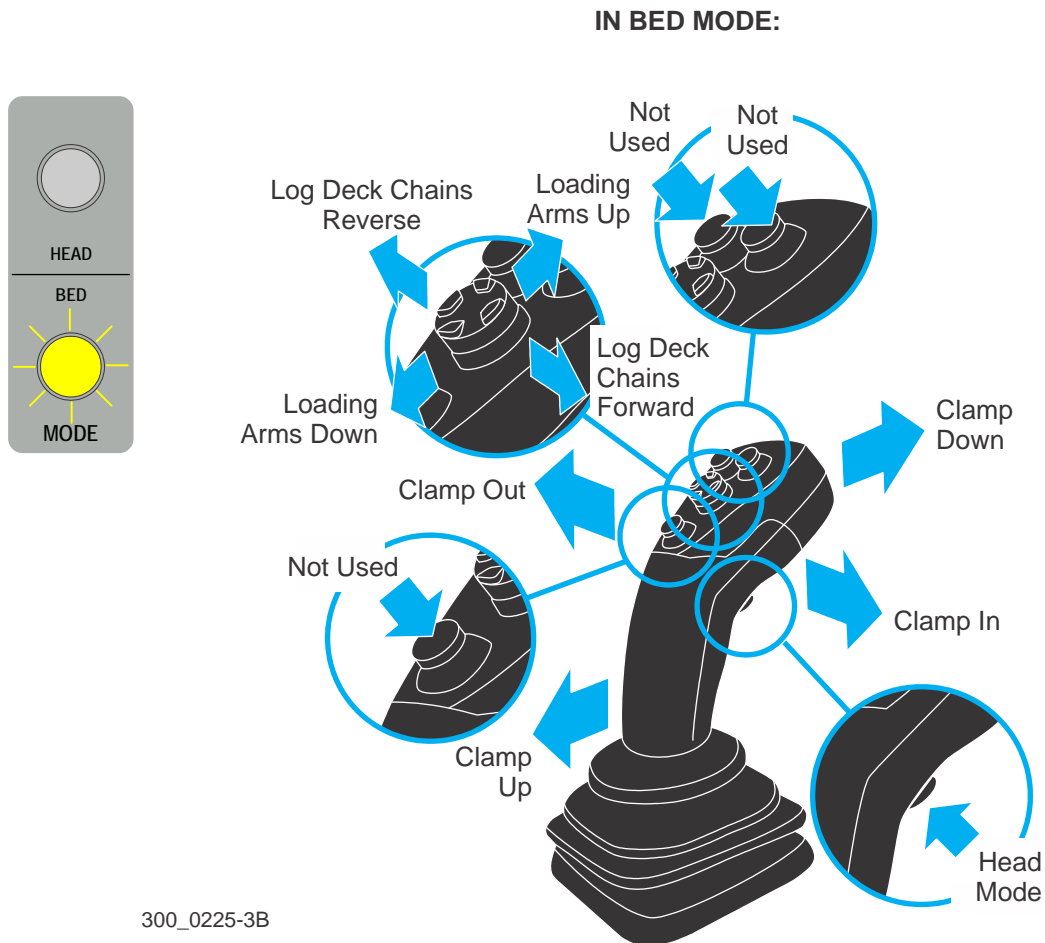 IN BED MODE:
HEAD
BED
MODE
Log Deck Chains
Reverse
Loading
Arms Up
Not
Used
Not
Used
Loading
Arms Down
Log Deck
Chains
Forward
Clamp
Down
Clamp Out
Not Used
Clamp In
Clamp
Up
Head
Mode
300_0225-3B